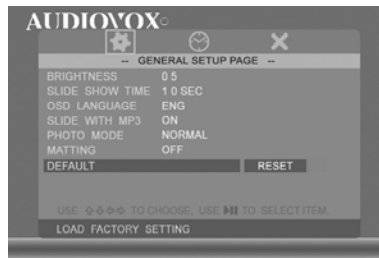 AUDIOVOX
-- GENERAL SETUP PAGE --
BRIGHTNESS 0 5
SLIDE SHOW TIME 1 0 SEC
OSD LANGUAGE ENG
SLIDE WITH MP3 ON
PHOTO MODE NORMAL
MATTING OFF
DEFAULT RESET
USE TO CHOOSE, USE TO SELECT ITEM
LOAD FACTORY SETTING